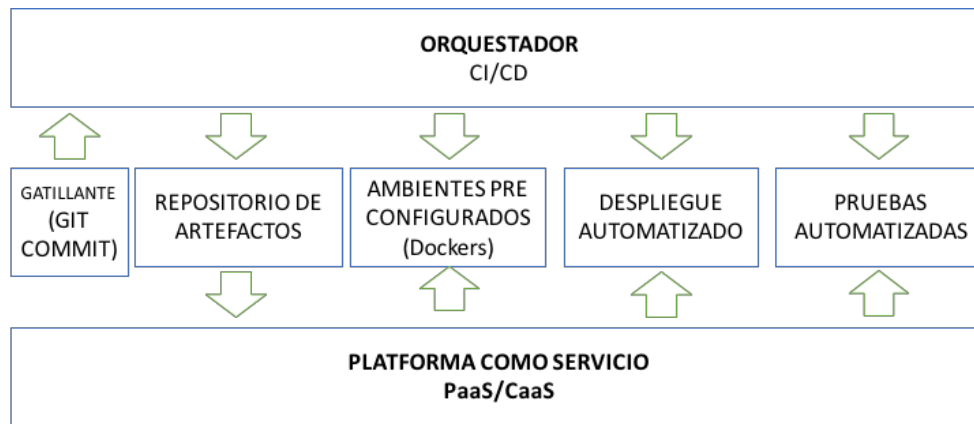 ORQUESTADOR
CI/CD
GATILLANTE
(GIT
COMMIT)
REPOSITORIO DE
ARTEFACTOS
AMBIENTES PRE
CONFIGURADOS
(Dockers)
DESPLIEGUE
AUTOMATIZADO
PRUEBAS
AUTOMATIZADAS
PLATFORMA COMO SERVICIO
PaaS/CaaS